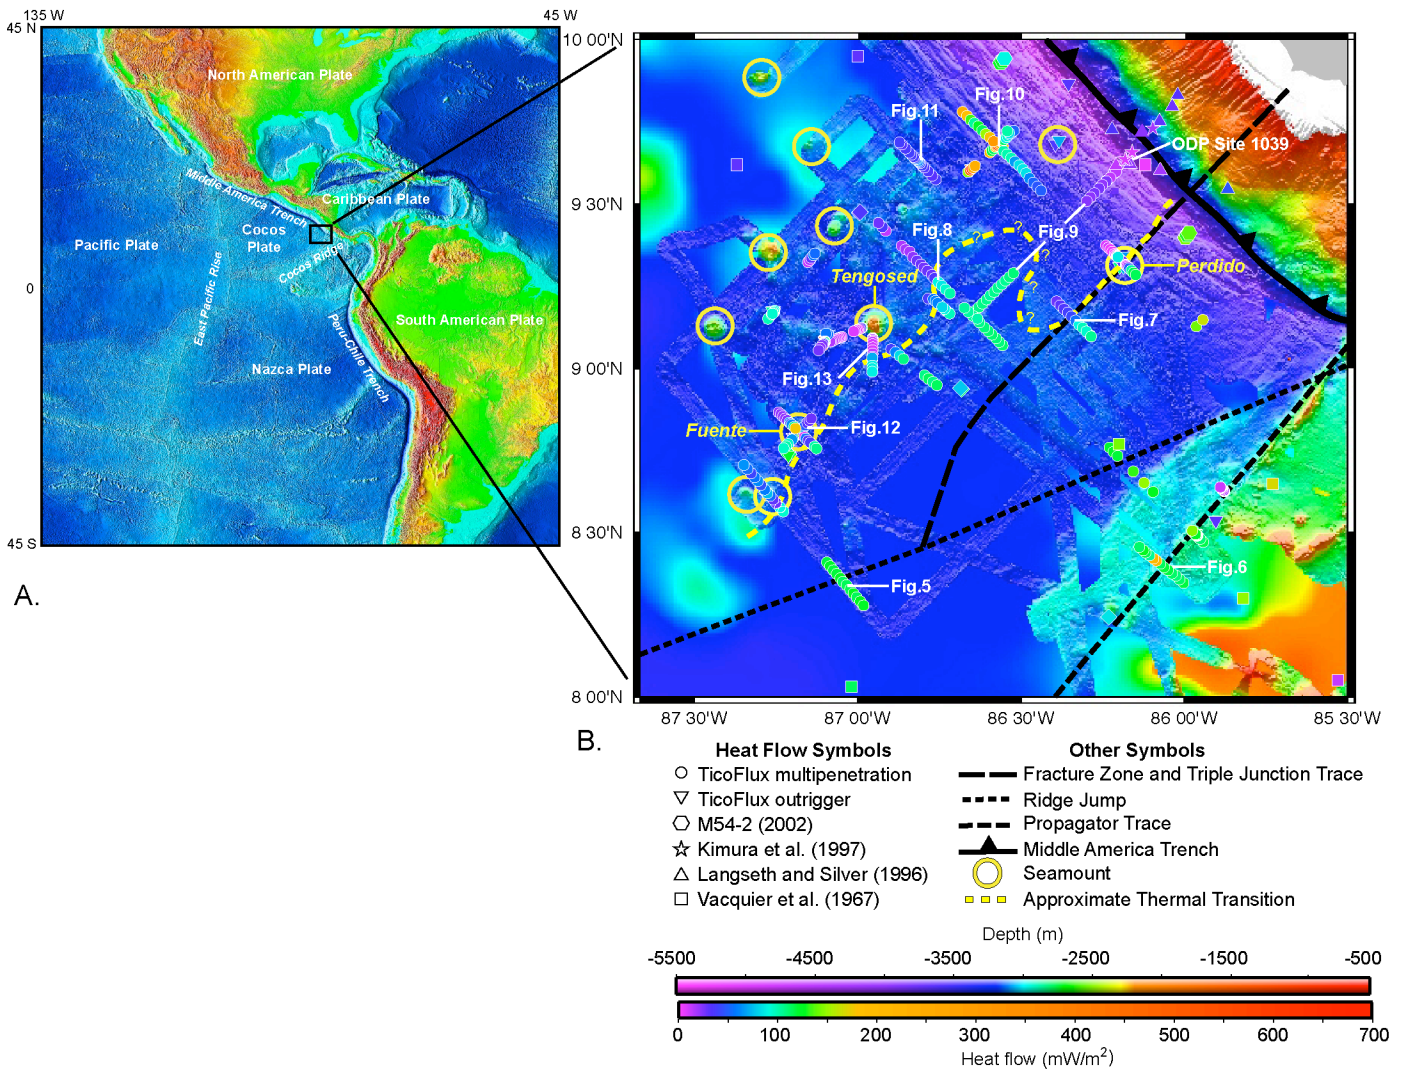 135 W
45 W
45 N
0
45 S
North American Plate
Middle America Trench
Caribbean Plate
Cocos
Plate
Pacific Plate
Cocos Ridge
East Pacific Rise
South American Plate
Nazca Plate
Peru-Chile Trench
A.
10 00'N
9 30'N
9 00'N
8 30'N
8 00'N
87 30'W
87 00'W
86 30'W
86 00'W
85 30'W
Fig.10
Fig.11
ODP Site 1039
Fig.8
?
?
Fig.9
?
Tengosed
Perdido
?
?
Fig.7
Fig.13
Fuente
Fig.12
Fig.5
Fig.6
B.
Heat Flow Symbols
TicoFlux multipenetration
TicoFlux outrigger
M54-2 (2002)
Kimura et al. (1997)
Langseth and Silver (1996)
Vacquier et al. (1967)
Other Symbols
Fracture Zone and Triple Junction Trace
Ridge Jump
Propagator Trace
Middle America Trench
Seamount
Approximate Thermal Transition
Depth (m)
-5500 -4500 -3500 -2500 -1500 -500
0 100 200 300 400 500 600 700
Heat flow (mW/m²)